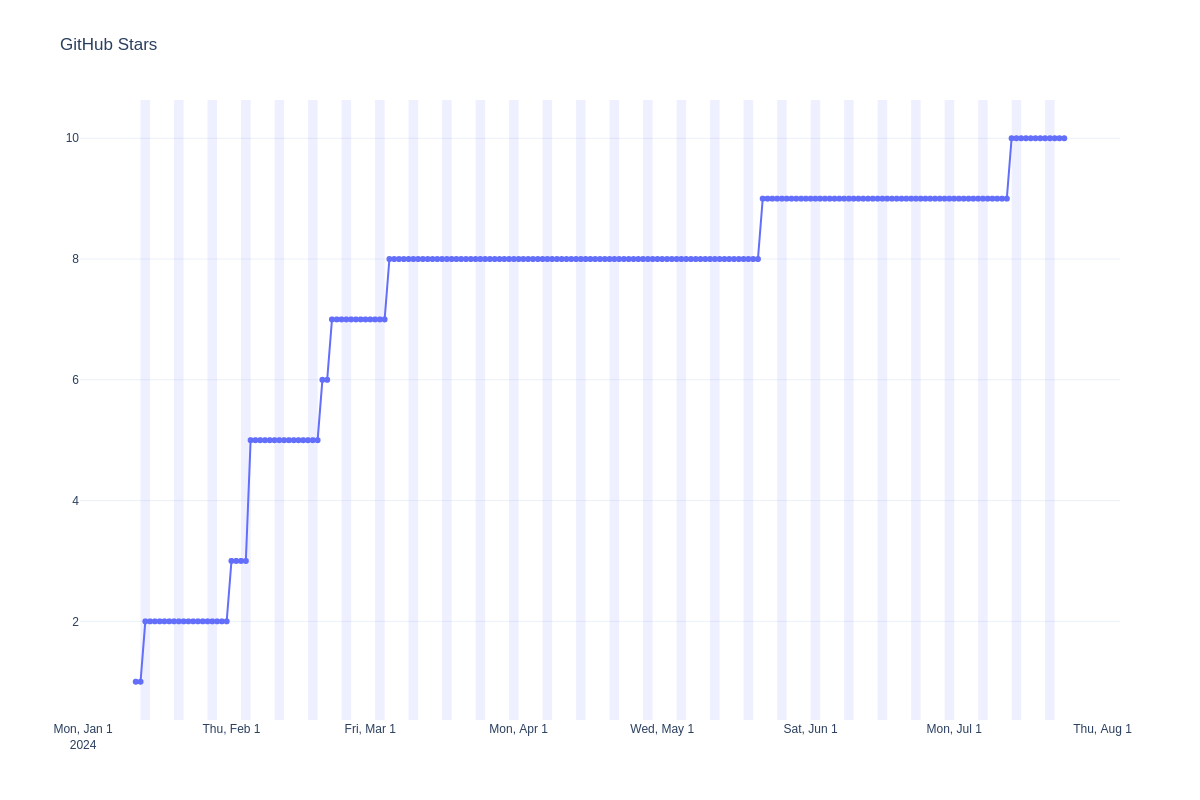 GitHub Stars
10
8
6
4
2
Mon, Jan 1
2024
Thu, Feb 1
Fri, Mar 1
Mon, Apr 1
Wed, May 1
Sat, Jun 1
Mon, Jul 1
Thu, Aug 1